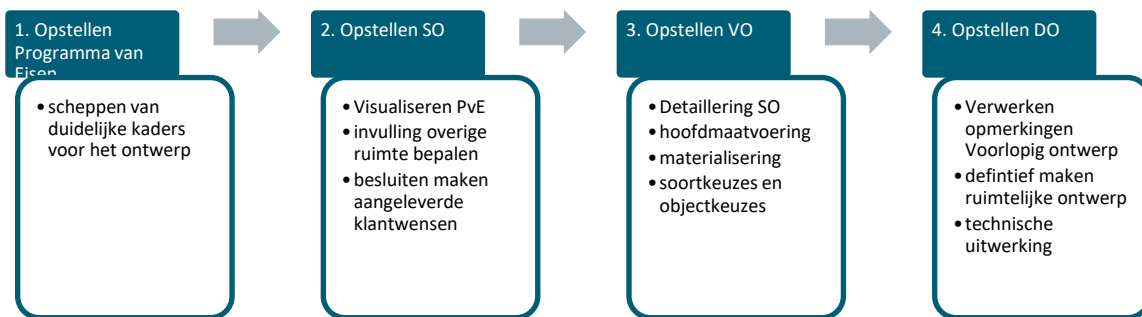 1. Opstellen
Programma van
Eisen
• scheppen van
duidelijke kaders
voor het ontwerp
2. Opstellen SO
• Visualiseren PvE
• invulling overige
ruimte bepalen
• besluiten maken
aangeleverde
klantwensen
3. Opstellen VO
• Detaillering SO
• hoofdmaatvoering
• materialisering
• soortkeuzes en
objectkeuzes
4. Opstellen DO
• Verwerken
opmerkingen
Voorlopig ontwerp
• defintief maken
ruimtelijke ontwerp
• technische
uitwerking